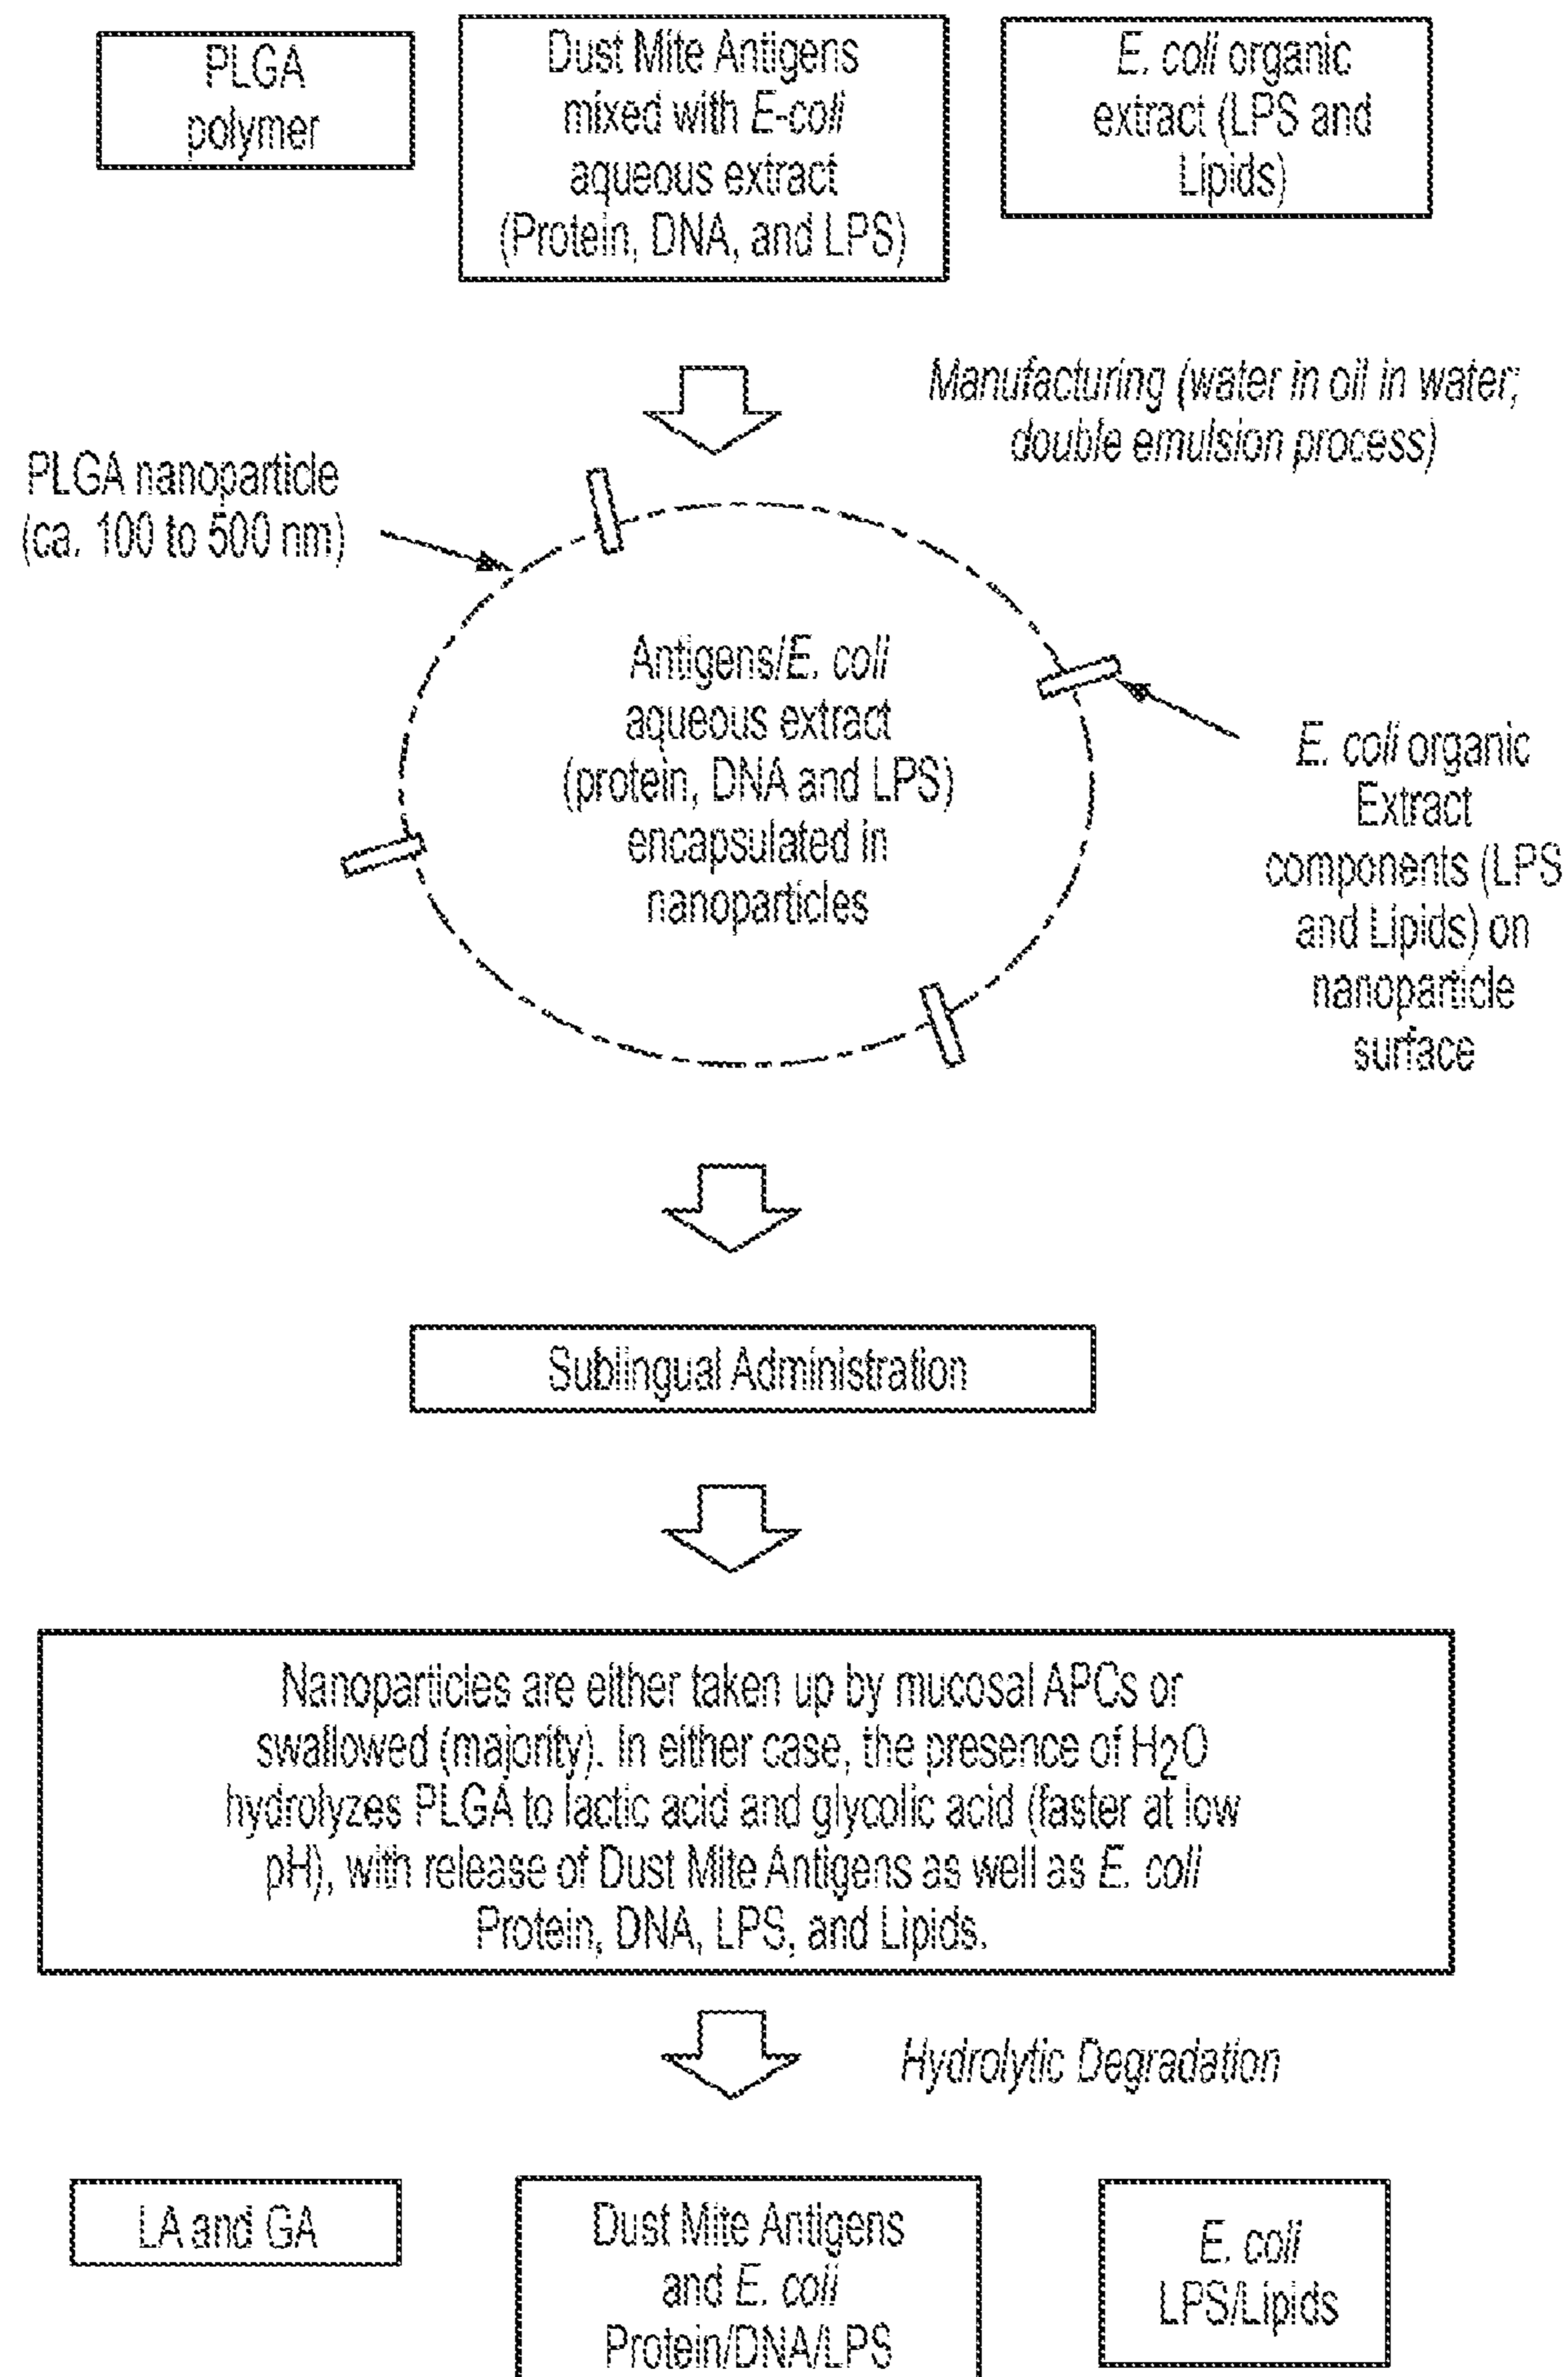 PLGA
polymer
Dust Mite Antigens
mixed with E-coli
aqueous extract
(Protein, DNA, and LPS)
E. coli organic
extract (LPS and
Lipids)
Manufacturing (water in oil in water;
double emulsion process)
PLGA nanoparticle
(ca. 100 to 500 nm)
Antigens/E. coli
aqueous extract
(protein, DNA and LPS)
encapsulated in
nanoparticles
E. coli organic
Extract
components (LPS
and Lipids) on
nanoparticle
surface
Sublingual Administration
Nanoparticles are either taken up by mucosal APCs or
swallowed (majority). In either case, the presence of H2O
hydrolyzes PLGA to lactic acid and glycolic acid (faster at low
pH), with release of Dust Mite Antigens as well as E. coli
Protein, DNA, LPS, and Lipids.
Hydrolytic Degradation
LA and GA
Dust Mite Antigens
and E. coli
Protein/DNA/LPS
E. coli
LPS/Lipids